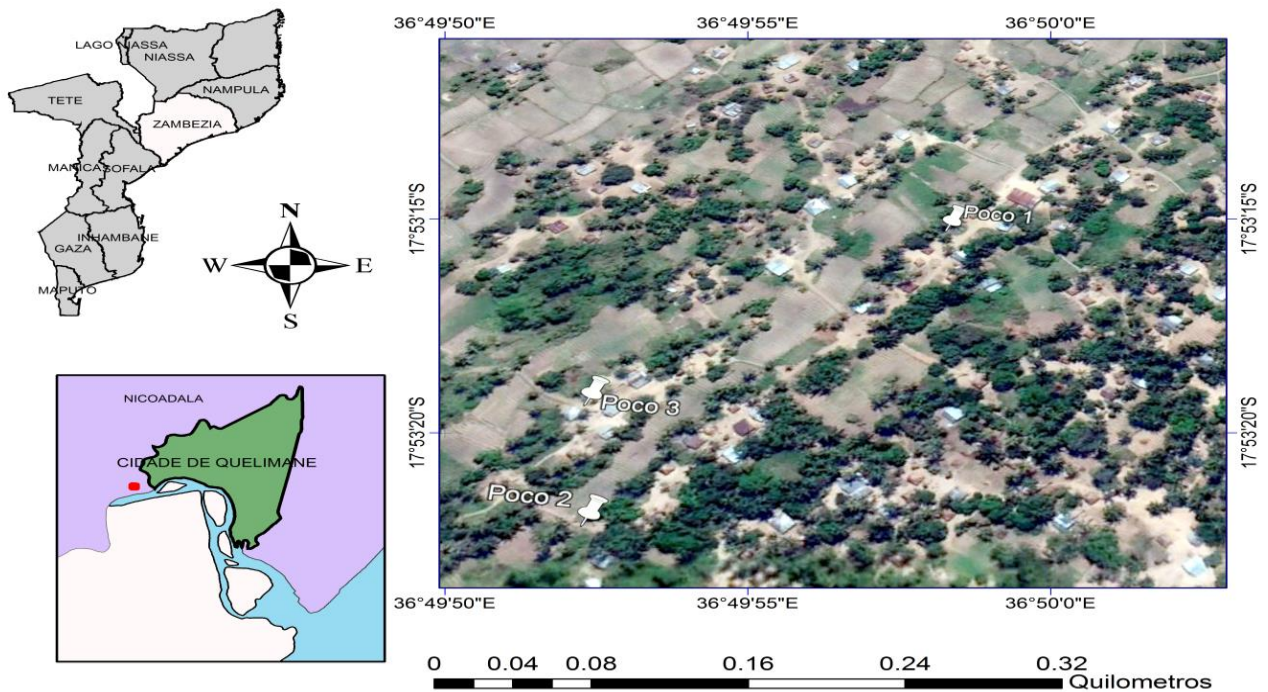 LAGO NIASSA
NIASSA
NAMPULA
TETE
ZAMBEZIA
MANICA
SOFALA
INHAMBANE
GAZA
MAPUTO
N
W
E
S
NICOADALA
CIDADE DE QUELIMANE
36°49'50"E
36°49'55"E
36°50'0"E
17°53'15"S
17°53'15"S
Poco 1
Poco 3
17°53'20"S
17°53'20"S
Poco 2
36°49'50"E
36°49'55"E
36°50'0"E
0 0.04 0.08 0.16 0.24 0.32
Quilometros